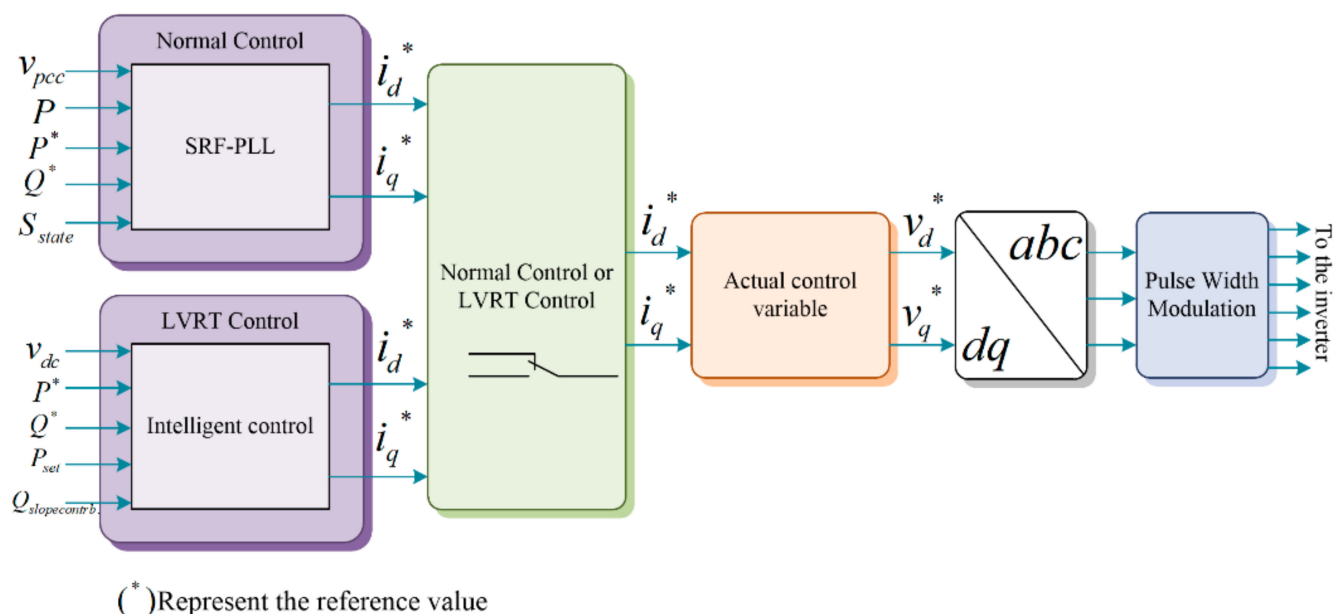 Normal Control
v_pcc
P
P*
Q*
S_state
SRF-PLL
i_d*
i_q*
LVRT Control
v_dc
P*
Q*
P_set
Q_slopecontrb.
Intelligent control
i_d*
i_q*
Normal Control or
LVRT Control
i_d*
i_q*
Actual control
variable
v_d*
v_q*
abc
dq
Pulse Width
Modulation
To the inverter
(*)Represent the reference value